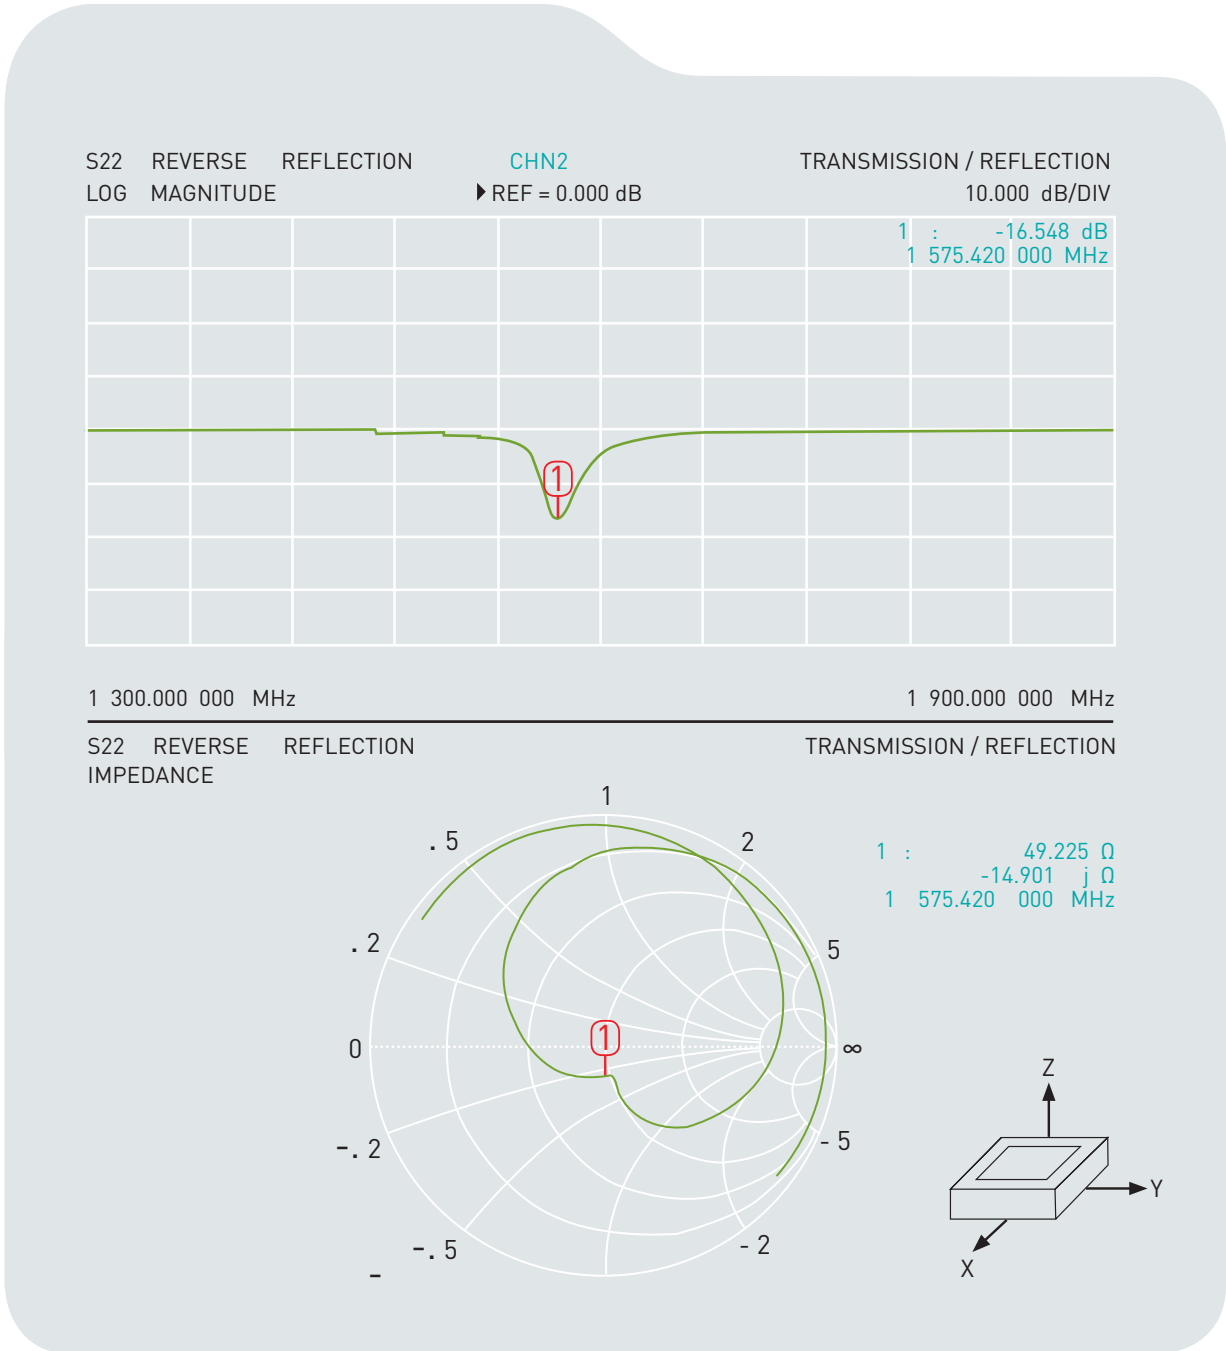 S22 REVERSE REFLECTION CHN2 TRANSMISSION / REFLECTION
LOG MAGNITUDE REF = 0.000 dB 10.000 dB/DIV
1 : -16.548 dB
1 575.420 000 MHz
1
1 300.000 000 MHz 1 900.000 000 MHz
S22 REVERSE REFLECTION TRANSMISSION / REFLECTION
IMPEDANCE
1
. 5 2
1 : 49.225 Ω
-14.901 j Ω
1 575.420 000 MHz
. 2 5
1
0 ∞
Z
-. 2 - 5
Y
-. 5 - 2
X
-